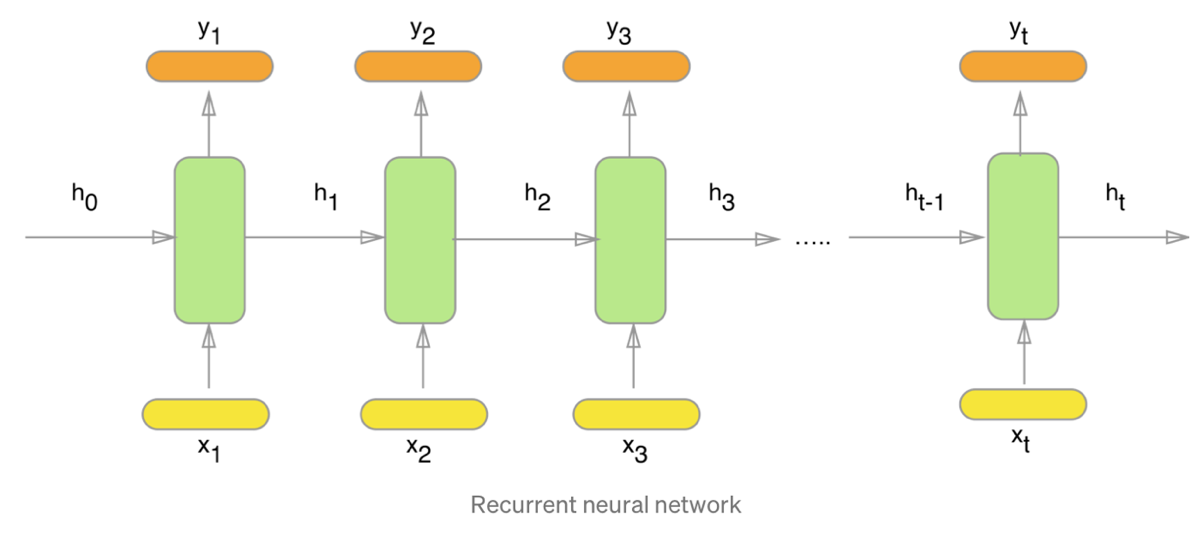 y₁ y₂ y₃ yₜ
h₀ h₁ h₂ h₃ ..... hₜ₋₁ hₜ
x₁ x₂ x₃ xₜ
Recurrent neural network